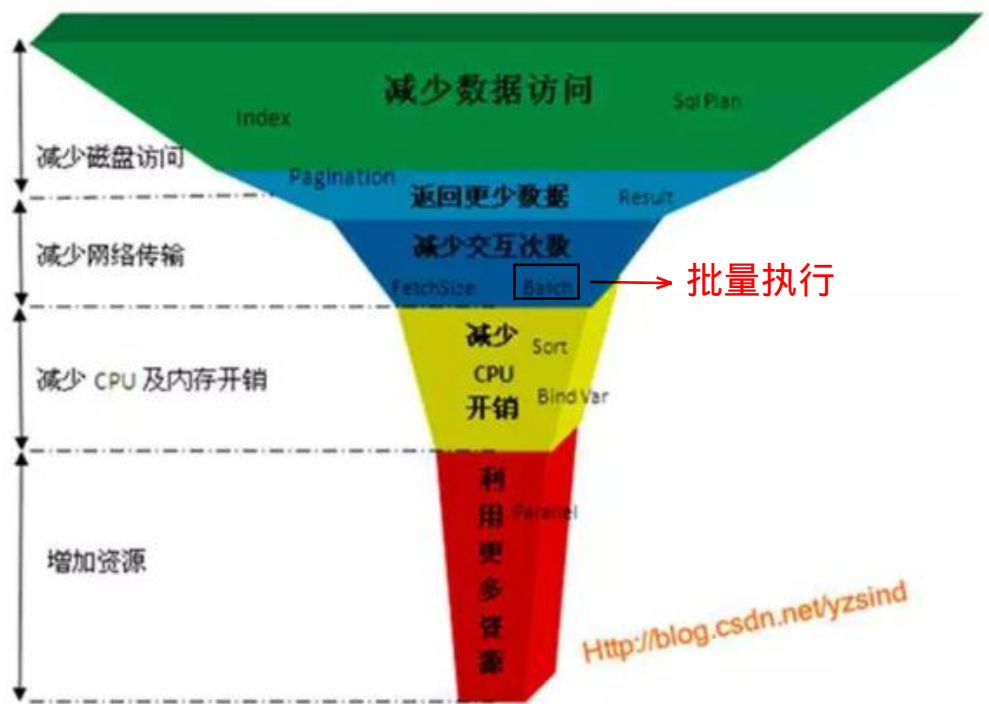 减少数据访问
Index
Sql Plan
减少磁盘访问
Pagination
返回更少数据
Result
减少网络传输
减少交互次数
FetchSize
Batch
批量执行
减少
Sort
CPU
减少 CPU 及内存开销
Bind Var
开销
利用更多资源
Parallel
增加资源
Http://blog.csdn.net/yzsind